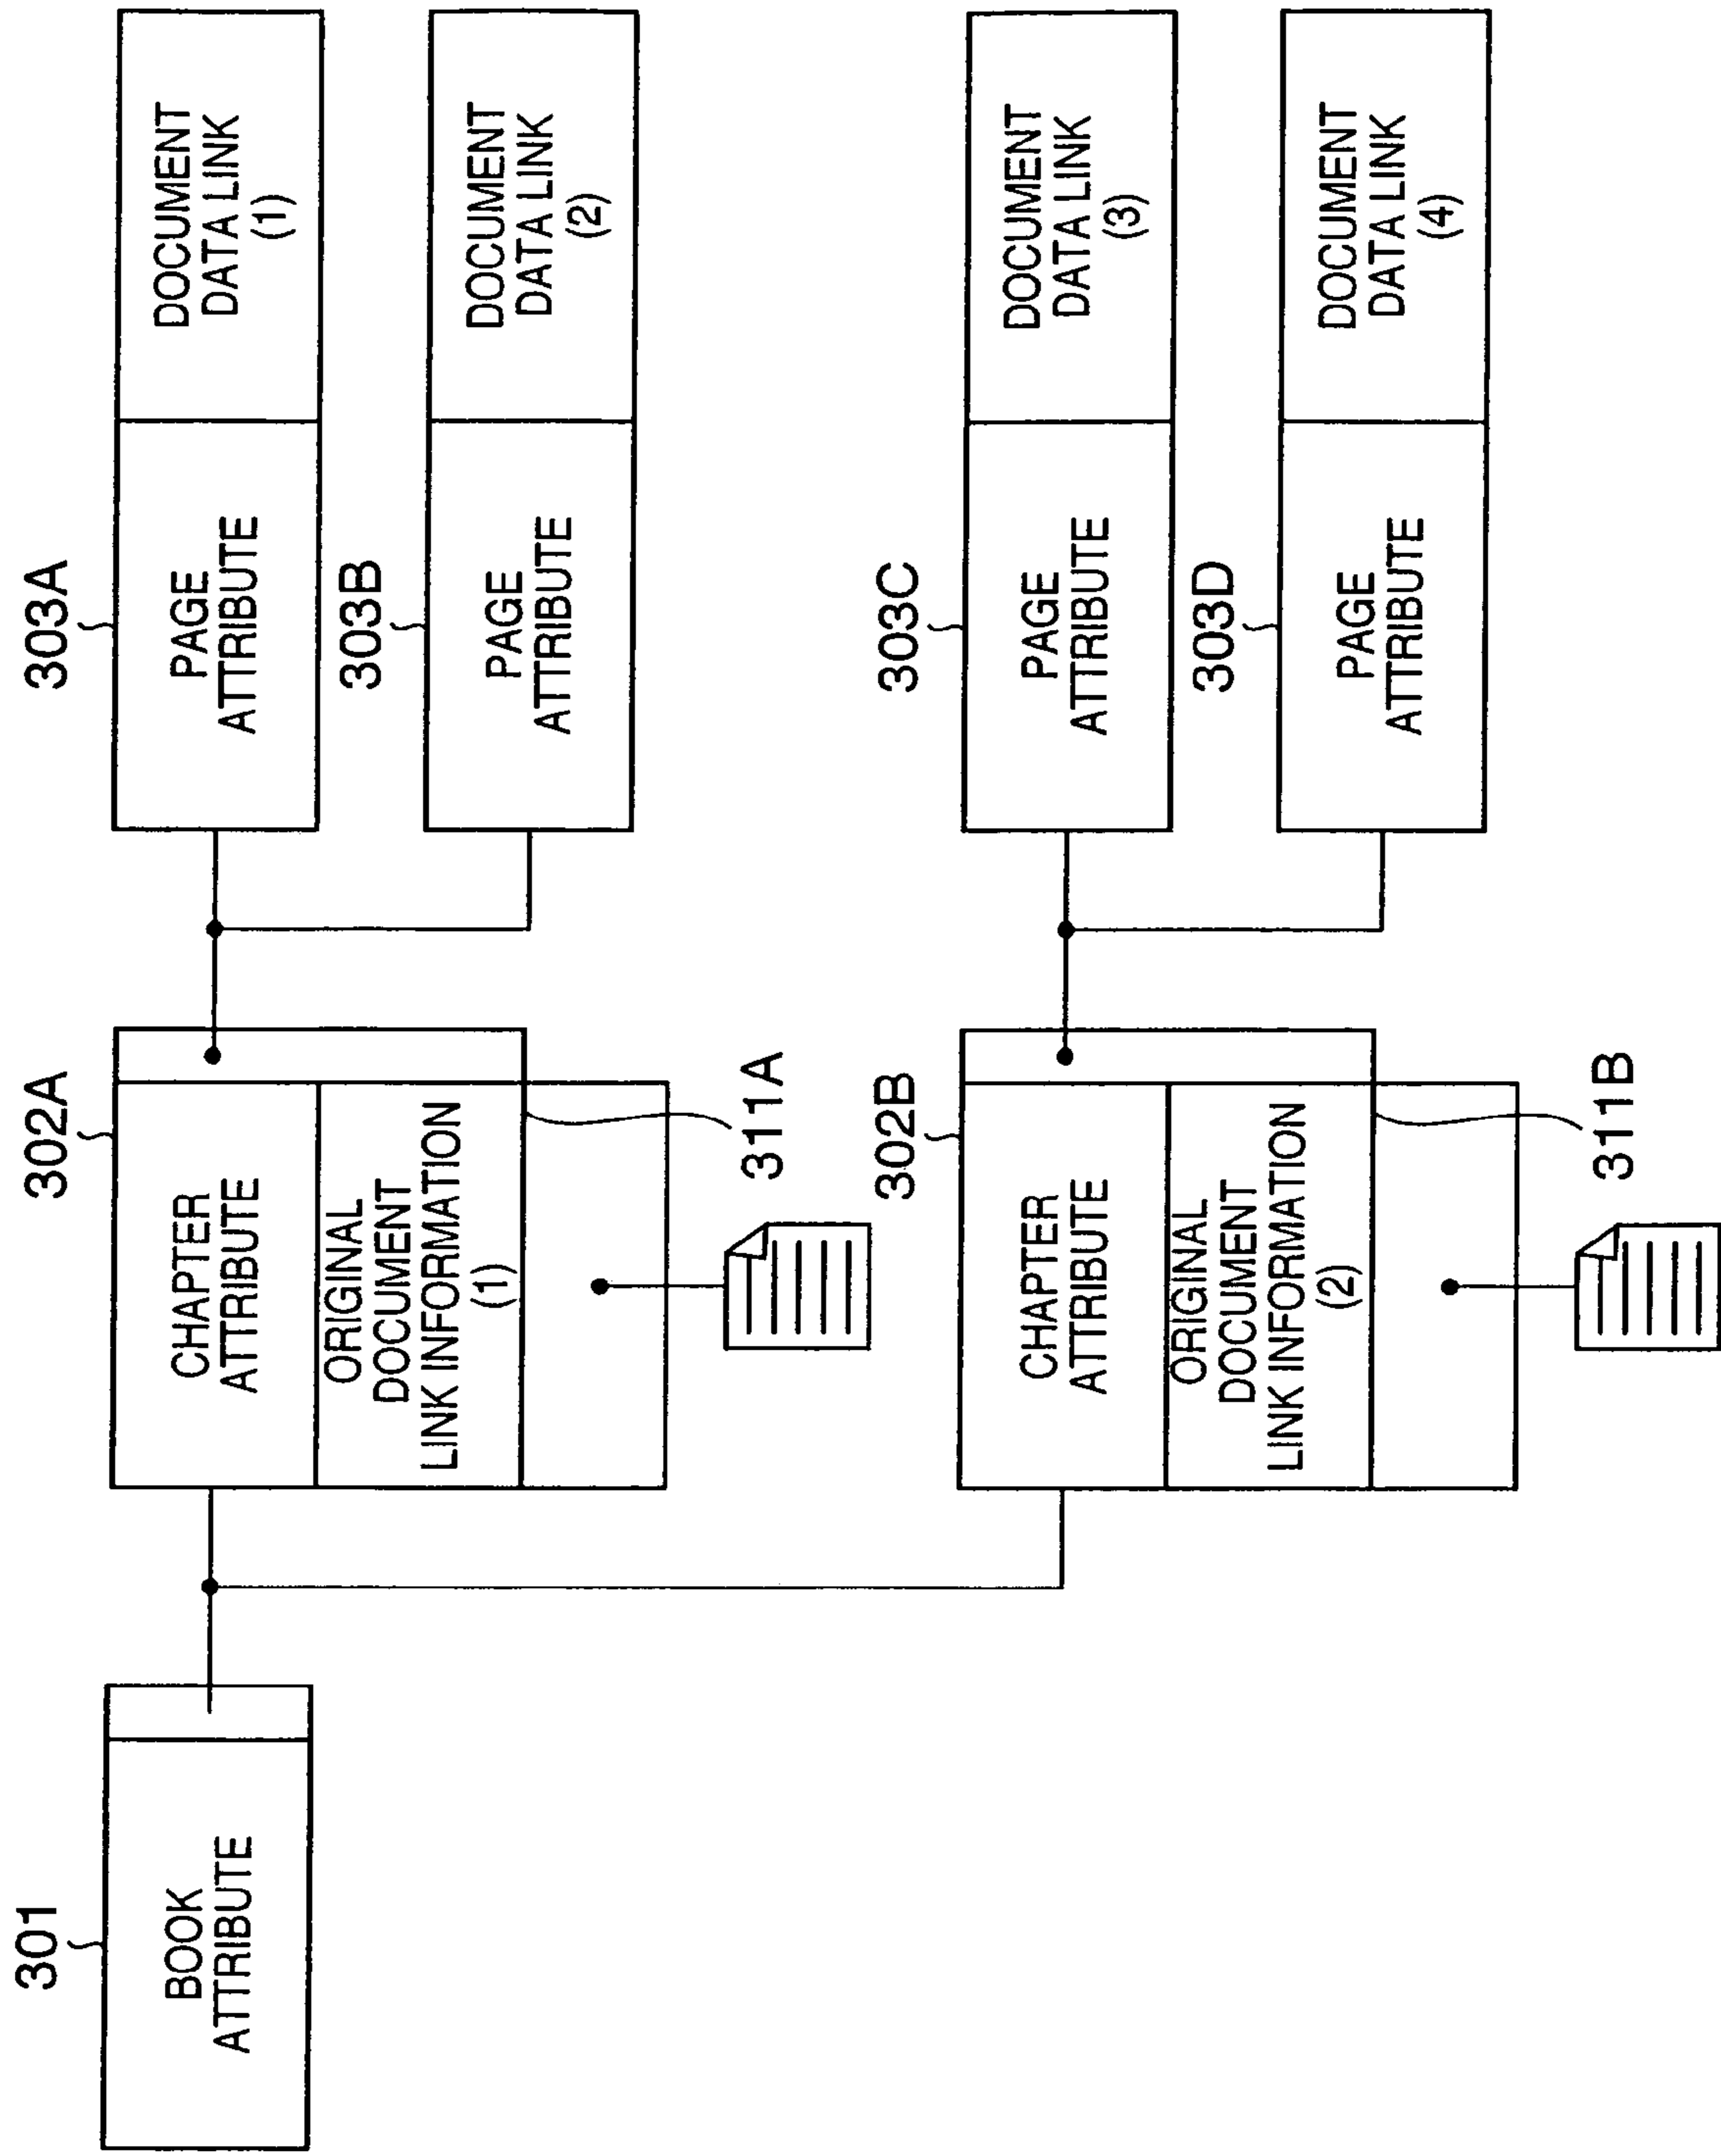 301
BOOK
ATTRIBUTE
302A
CHAPTER
ATTRIBUTE
ORIGINAL
DOCUMENT
LINK INFORMATION
(1)
311A
303A
PAGE
ATTRIBUTE
DOCUMENT
DATA LINK
(1)
303B
PAGE
ATTRIBUTE
DOCUMENT
DATA LINK
(2)
302B
CHAPTER
ATTRIBUTE
ORIGINAL
DOCUMENT
LINK INFORMATION
(2)
311B
303C
PAGE
ATTRIBUTE
DOCUMENT
DATA LINK
(3)
303D
PAGE
ATTRIBUTE
DOCUMENT
DATA LINK
(4)